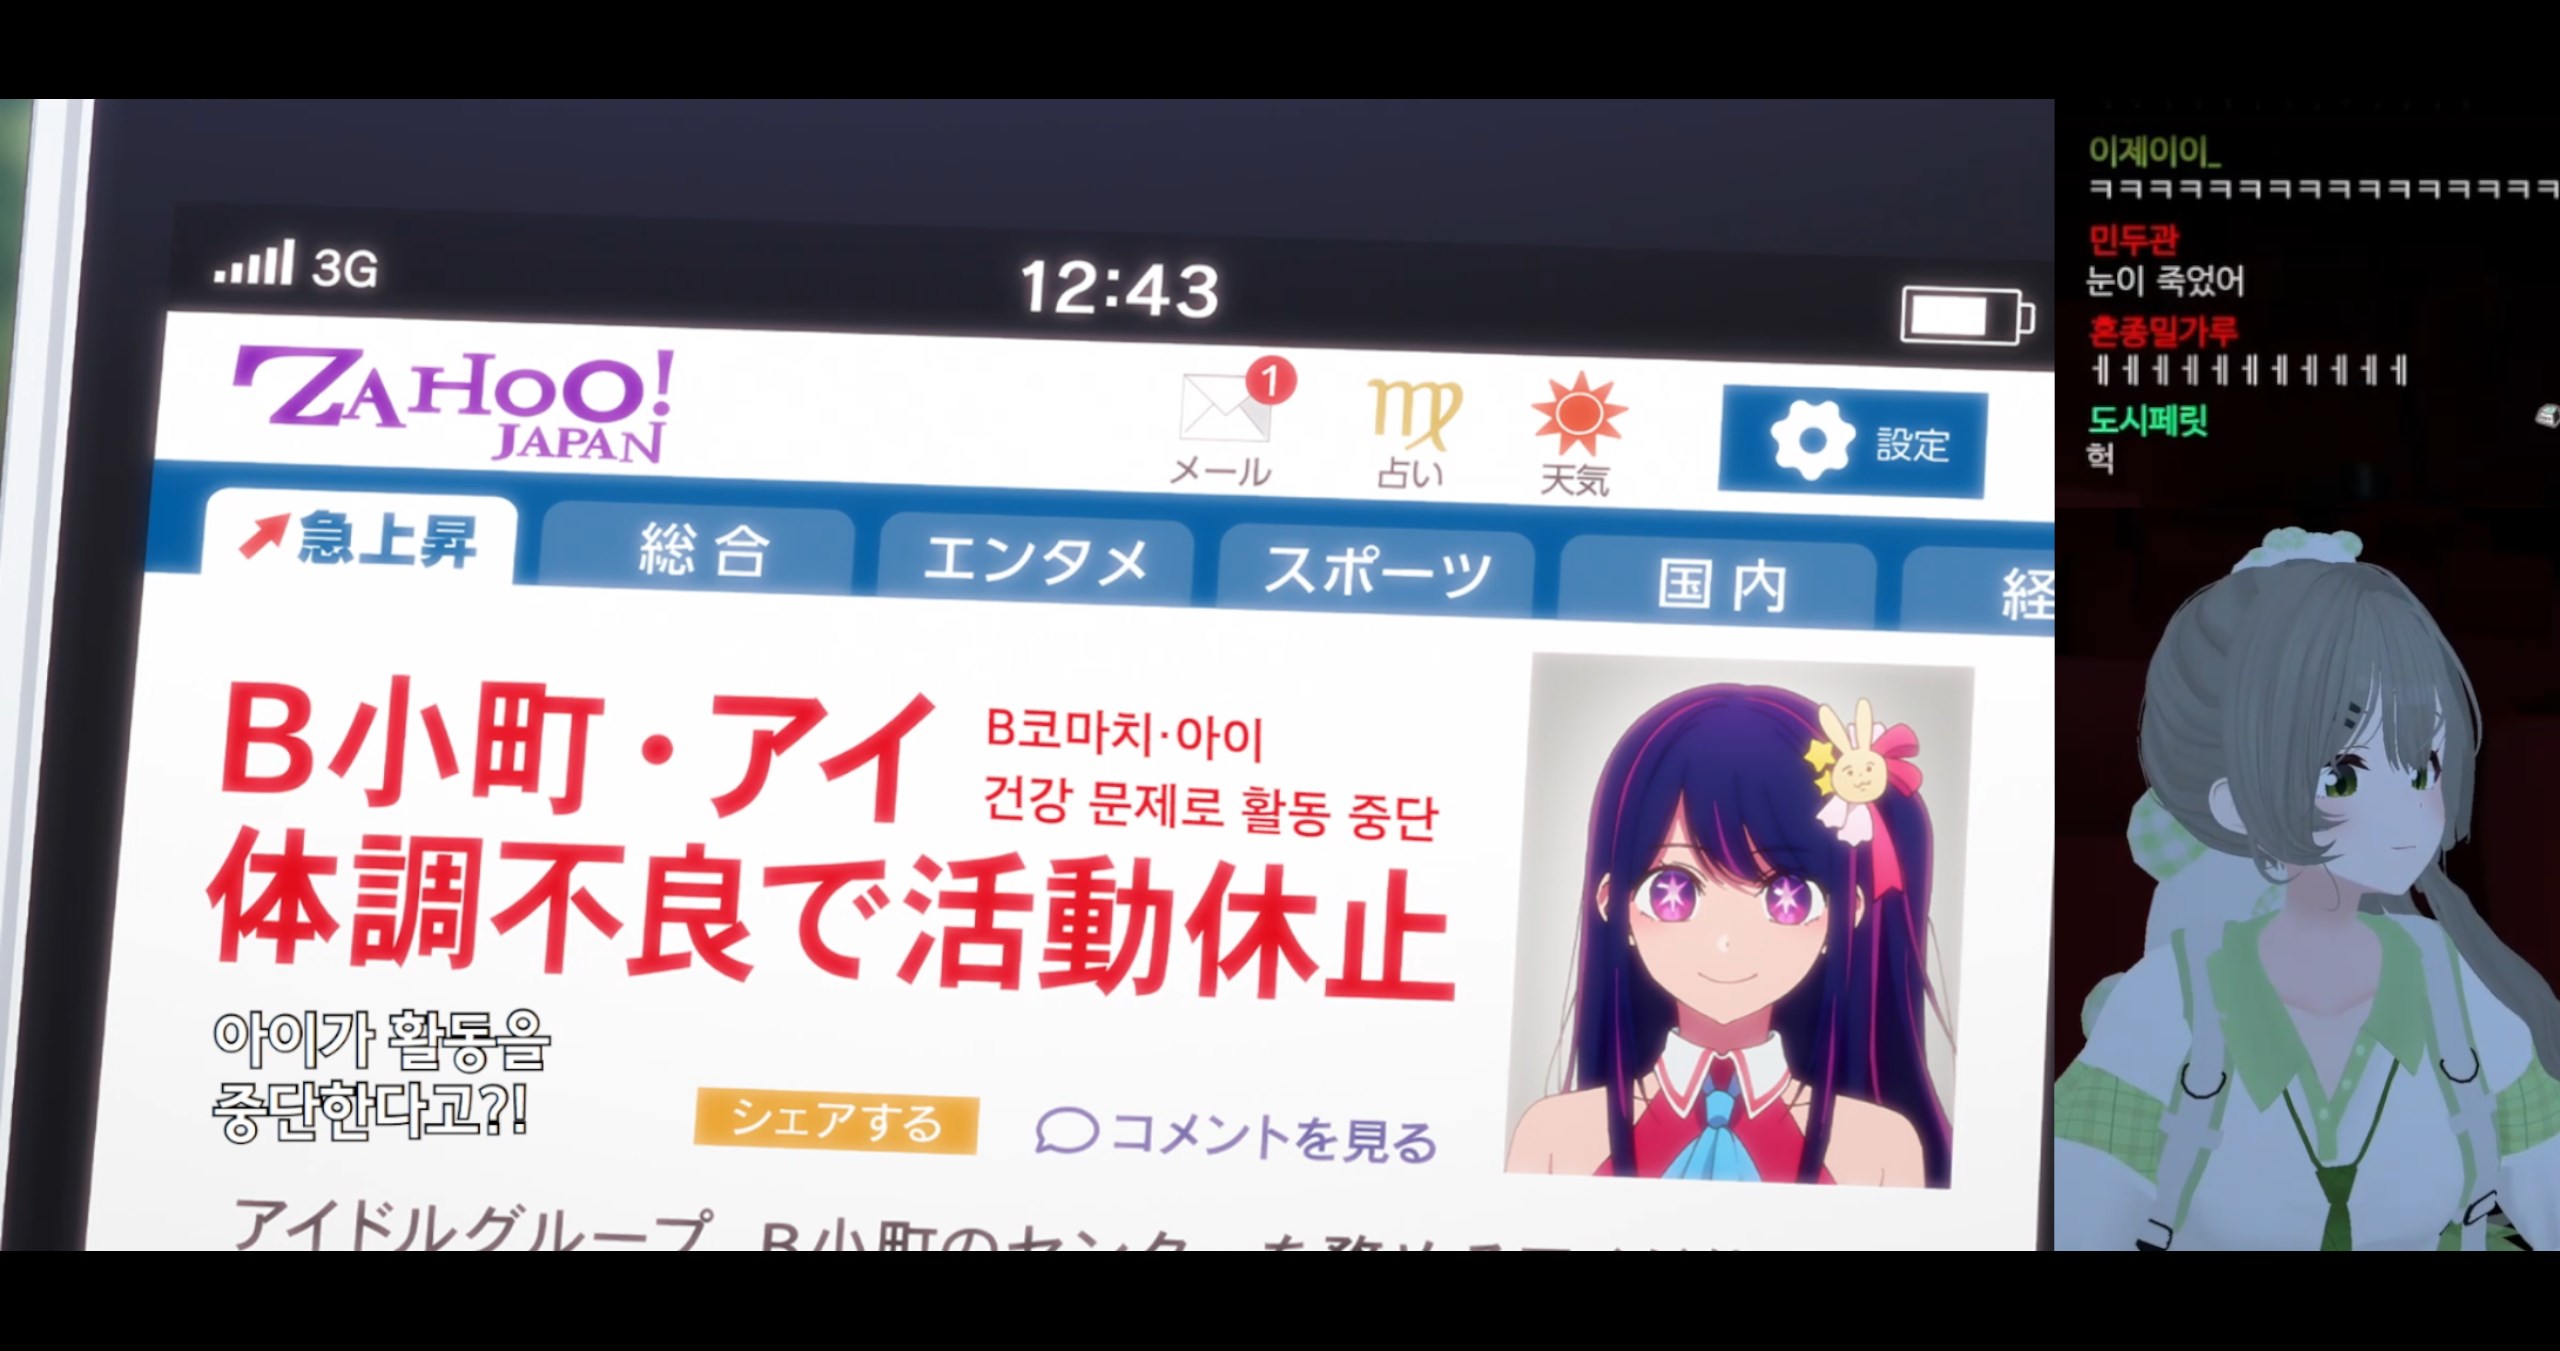 3G
12:43
ZAHOO!
JAPAN
1
メール
占い
天気
設定
急上昇
総合
エンタメ
スポーツ
国内
経
B小町・アイ
B코마치·아이
건강 문제로 활동 중단
体調不良で活動休止
아이가 활동을
중단한다고?!
シェアする
コメントを見る
アイドルグループ B小町のセンター
이제이이_
ㅋㅋㅋㅋㅋㅋㅋㅋㅋㅋㅋㅋㅋㅋㅋㅋ
민두관
눈이 죽었어
혼종밀가루
ㅔㅔㅔㅔㅔㅔㅔㅔㅔㅔㅔ
도시페릿
헉